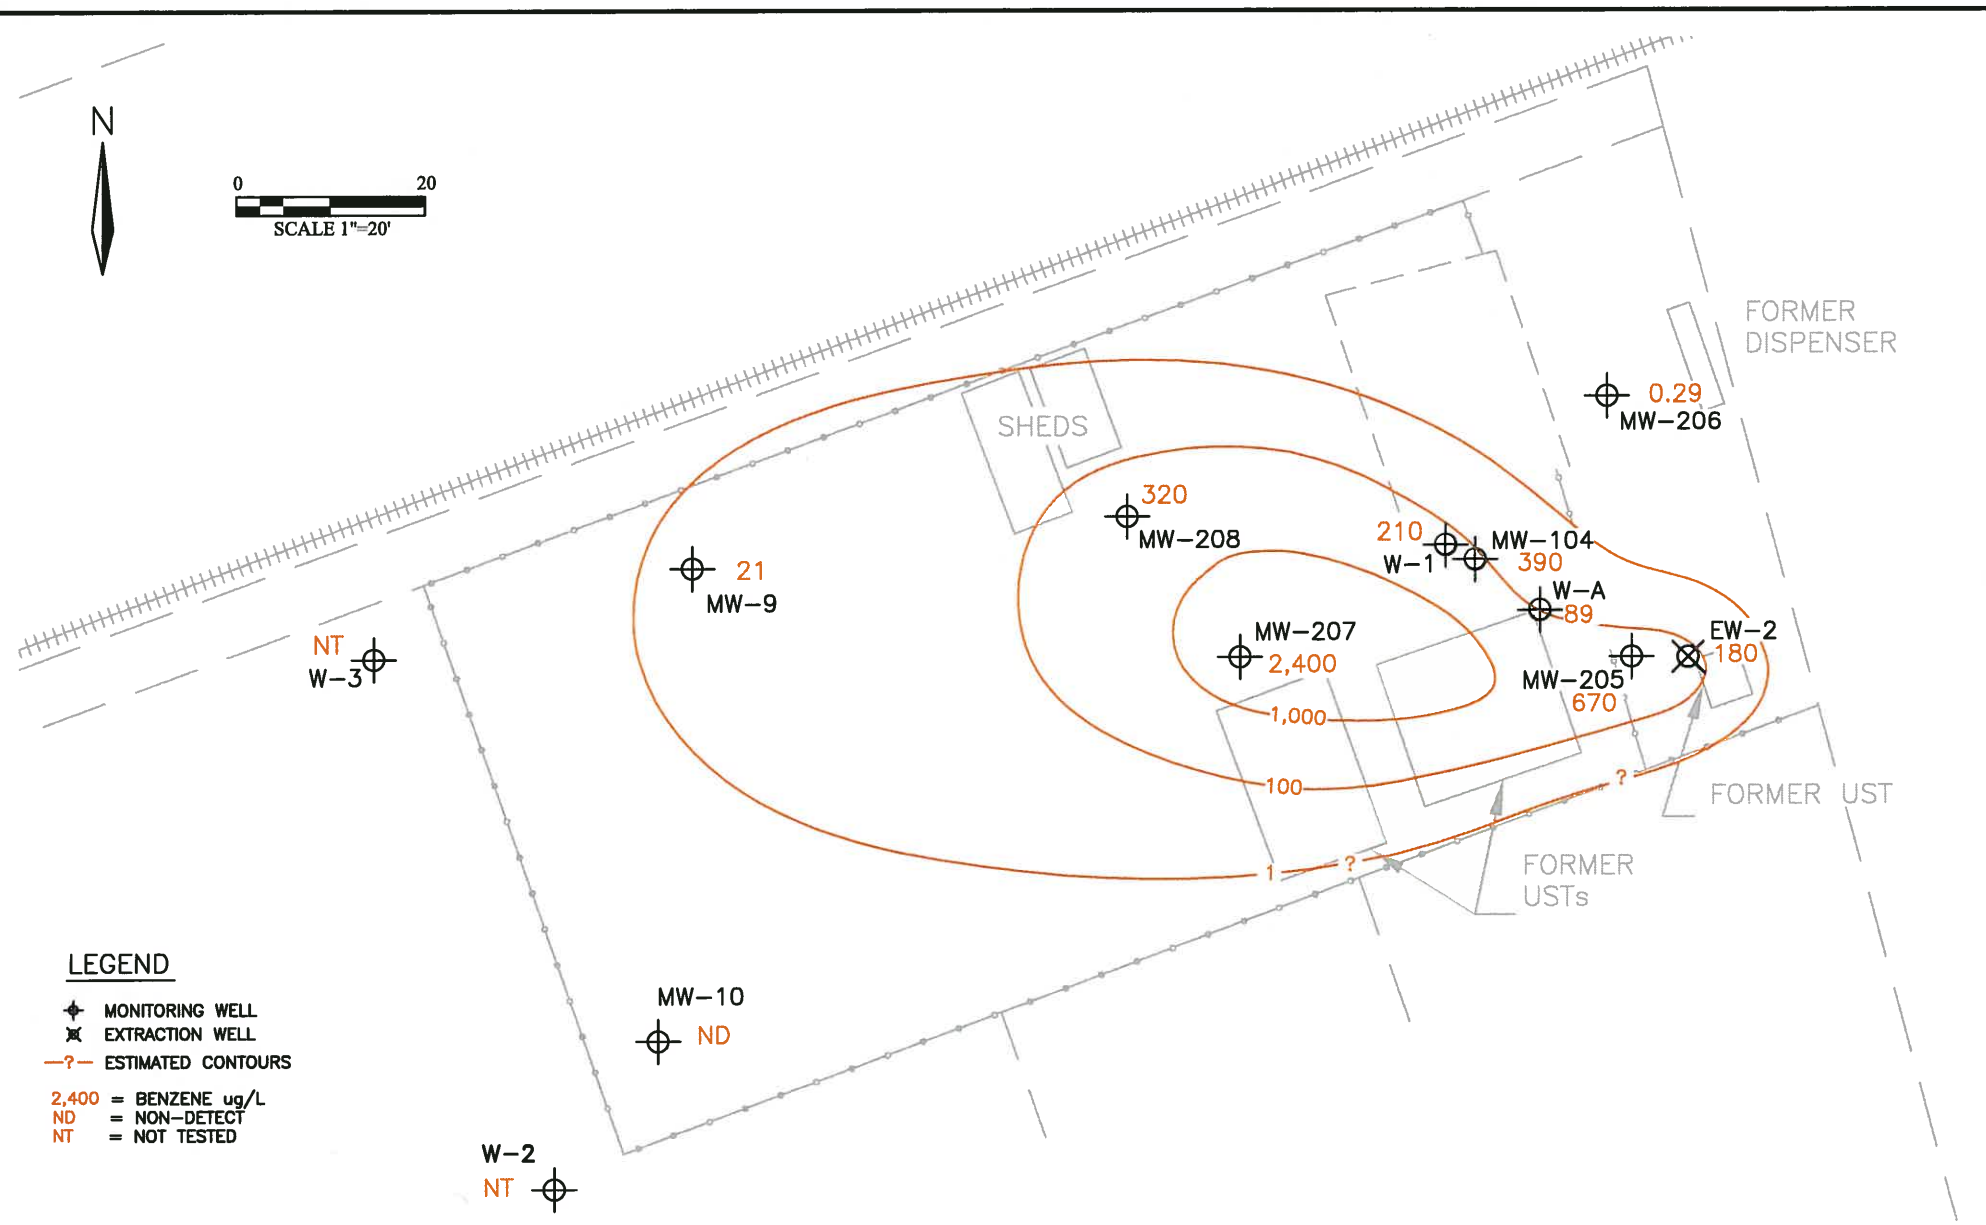 N
0 20
SCALE 1"=20'
FORMER
DISPENSER
0.29
MW-206
SHEDS
320
MW-208
210
W-1
MW-104
390
21
MW-9
W-A
89
NT
W-3
MW-207
2,400
EW-2
180
MW-205
670
1,000
100
?
FORMER UST
1
?
FORMER
USTs
MW-10
ND
W-2
NT
LEGEND
MONITORING WELL
EXTRACTION WELL
—?— ESTIMATED CONTOURS
2,400 = BENZENE ug/L
ND = NON-DETECT
NT = NOT TESTED